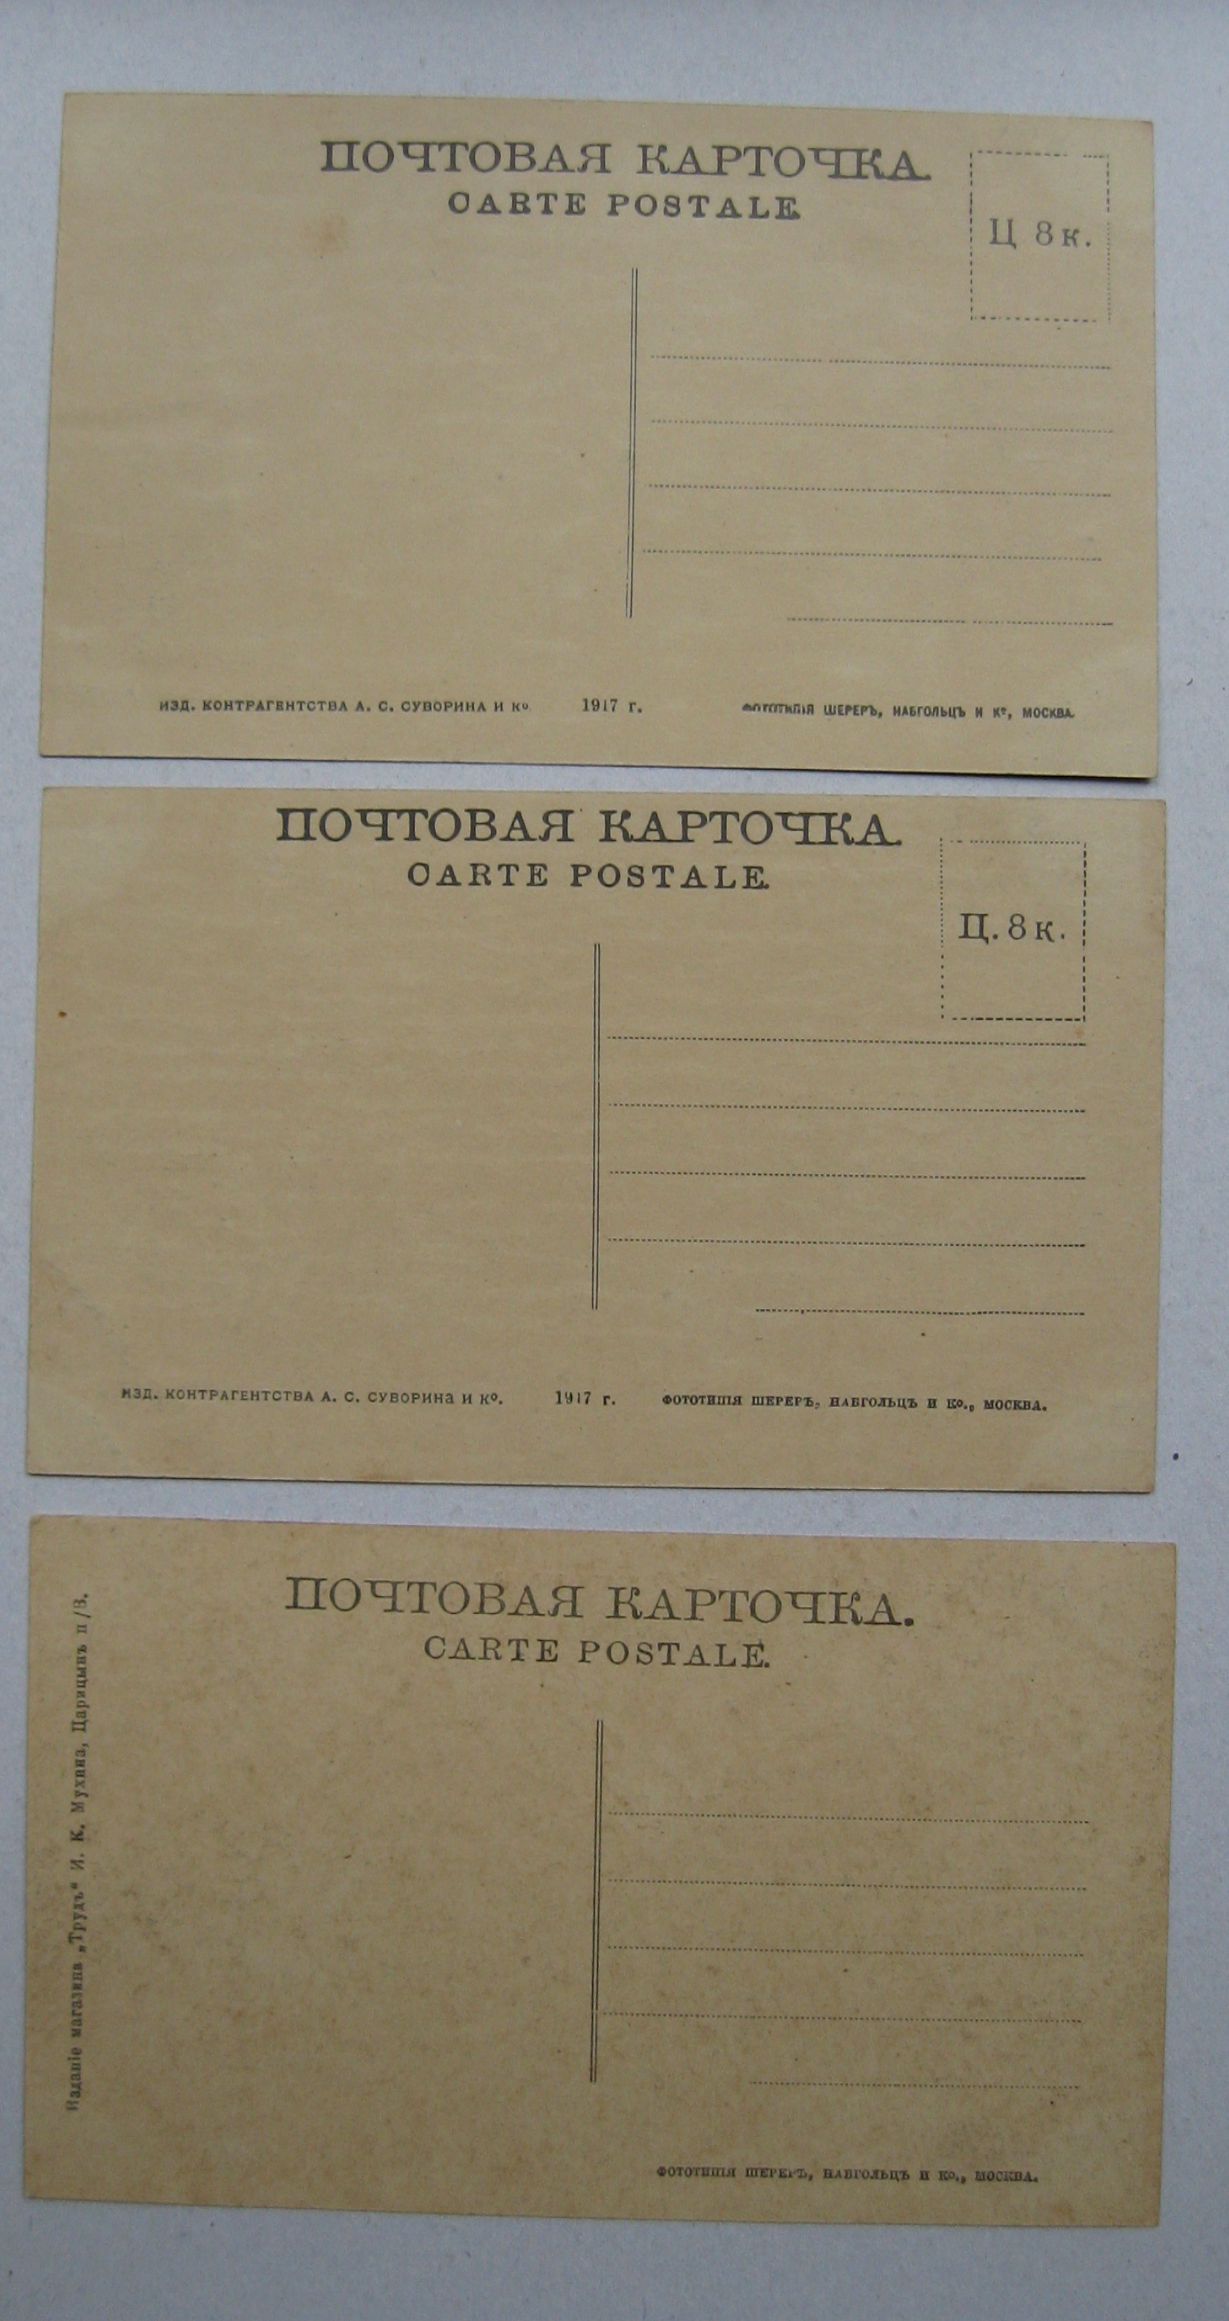 ПОЧТОВАЯ КАРТОЧКА.
CARTE POSTALE.
Ц 8 к.
ИЗД. КОНТРАГЕНТСТВА А. С. СУВОРИНА И Ко 1917 г. ФОТОТИПІЯ ШЕРЕРЪ, НАБГОЛЬЦЪ И Ко, МОСКВА.
ПОЧТОВАЯ КАРТОЧКА.
CARTE POSTALE.
Ц. 8 к.
ИЗД. КОНТРАГЕНТСТВА А. С. СУВОРИНа И Ко. 1917 г. ФОТОТИПІЯ ШЕРЕРЪ, НАБГОЛЬЦЪ И Ко., МОСКВА.
ПОЧТОВАЯ КАРТОЧКА.
CARTE POSTALE.
Изданіе магазина „Трудъ" И. К. Мухина, Царицынъ п/В.
ФОТОТИПІЯ ШЕРЕРЪ, НАБГОЛЬЦЪ И Ко., МОСКВА.